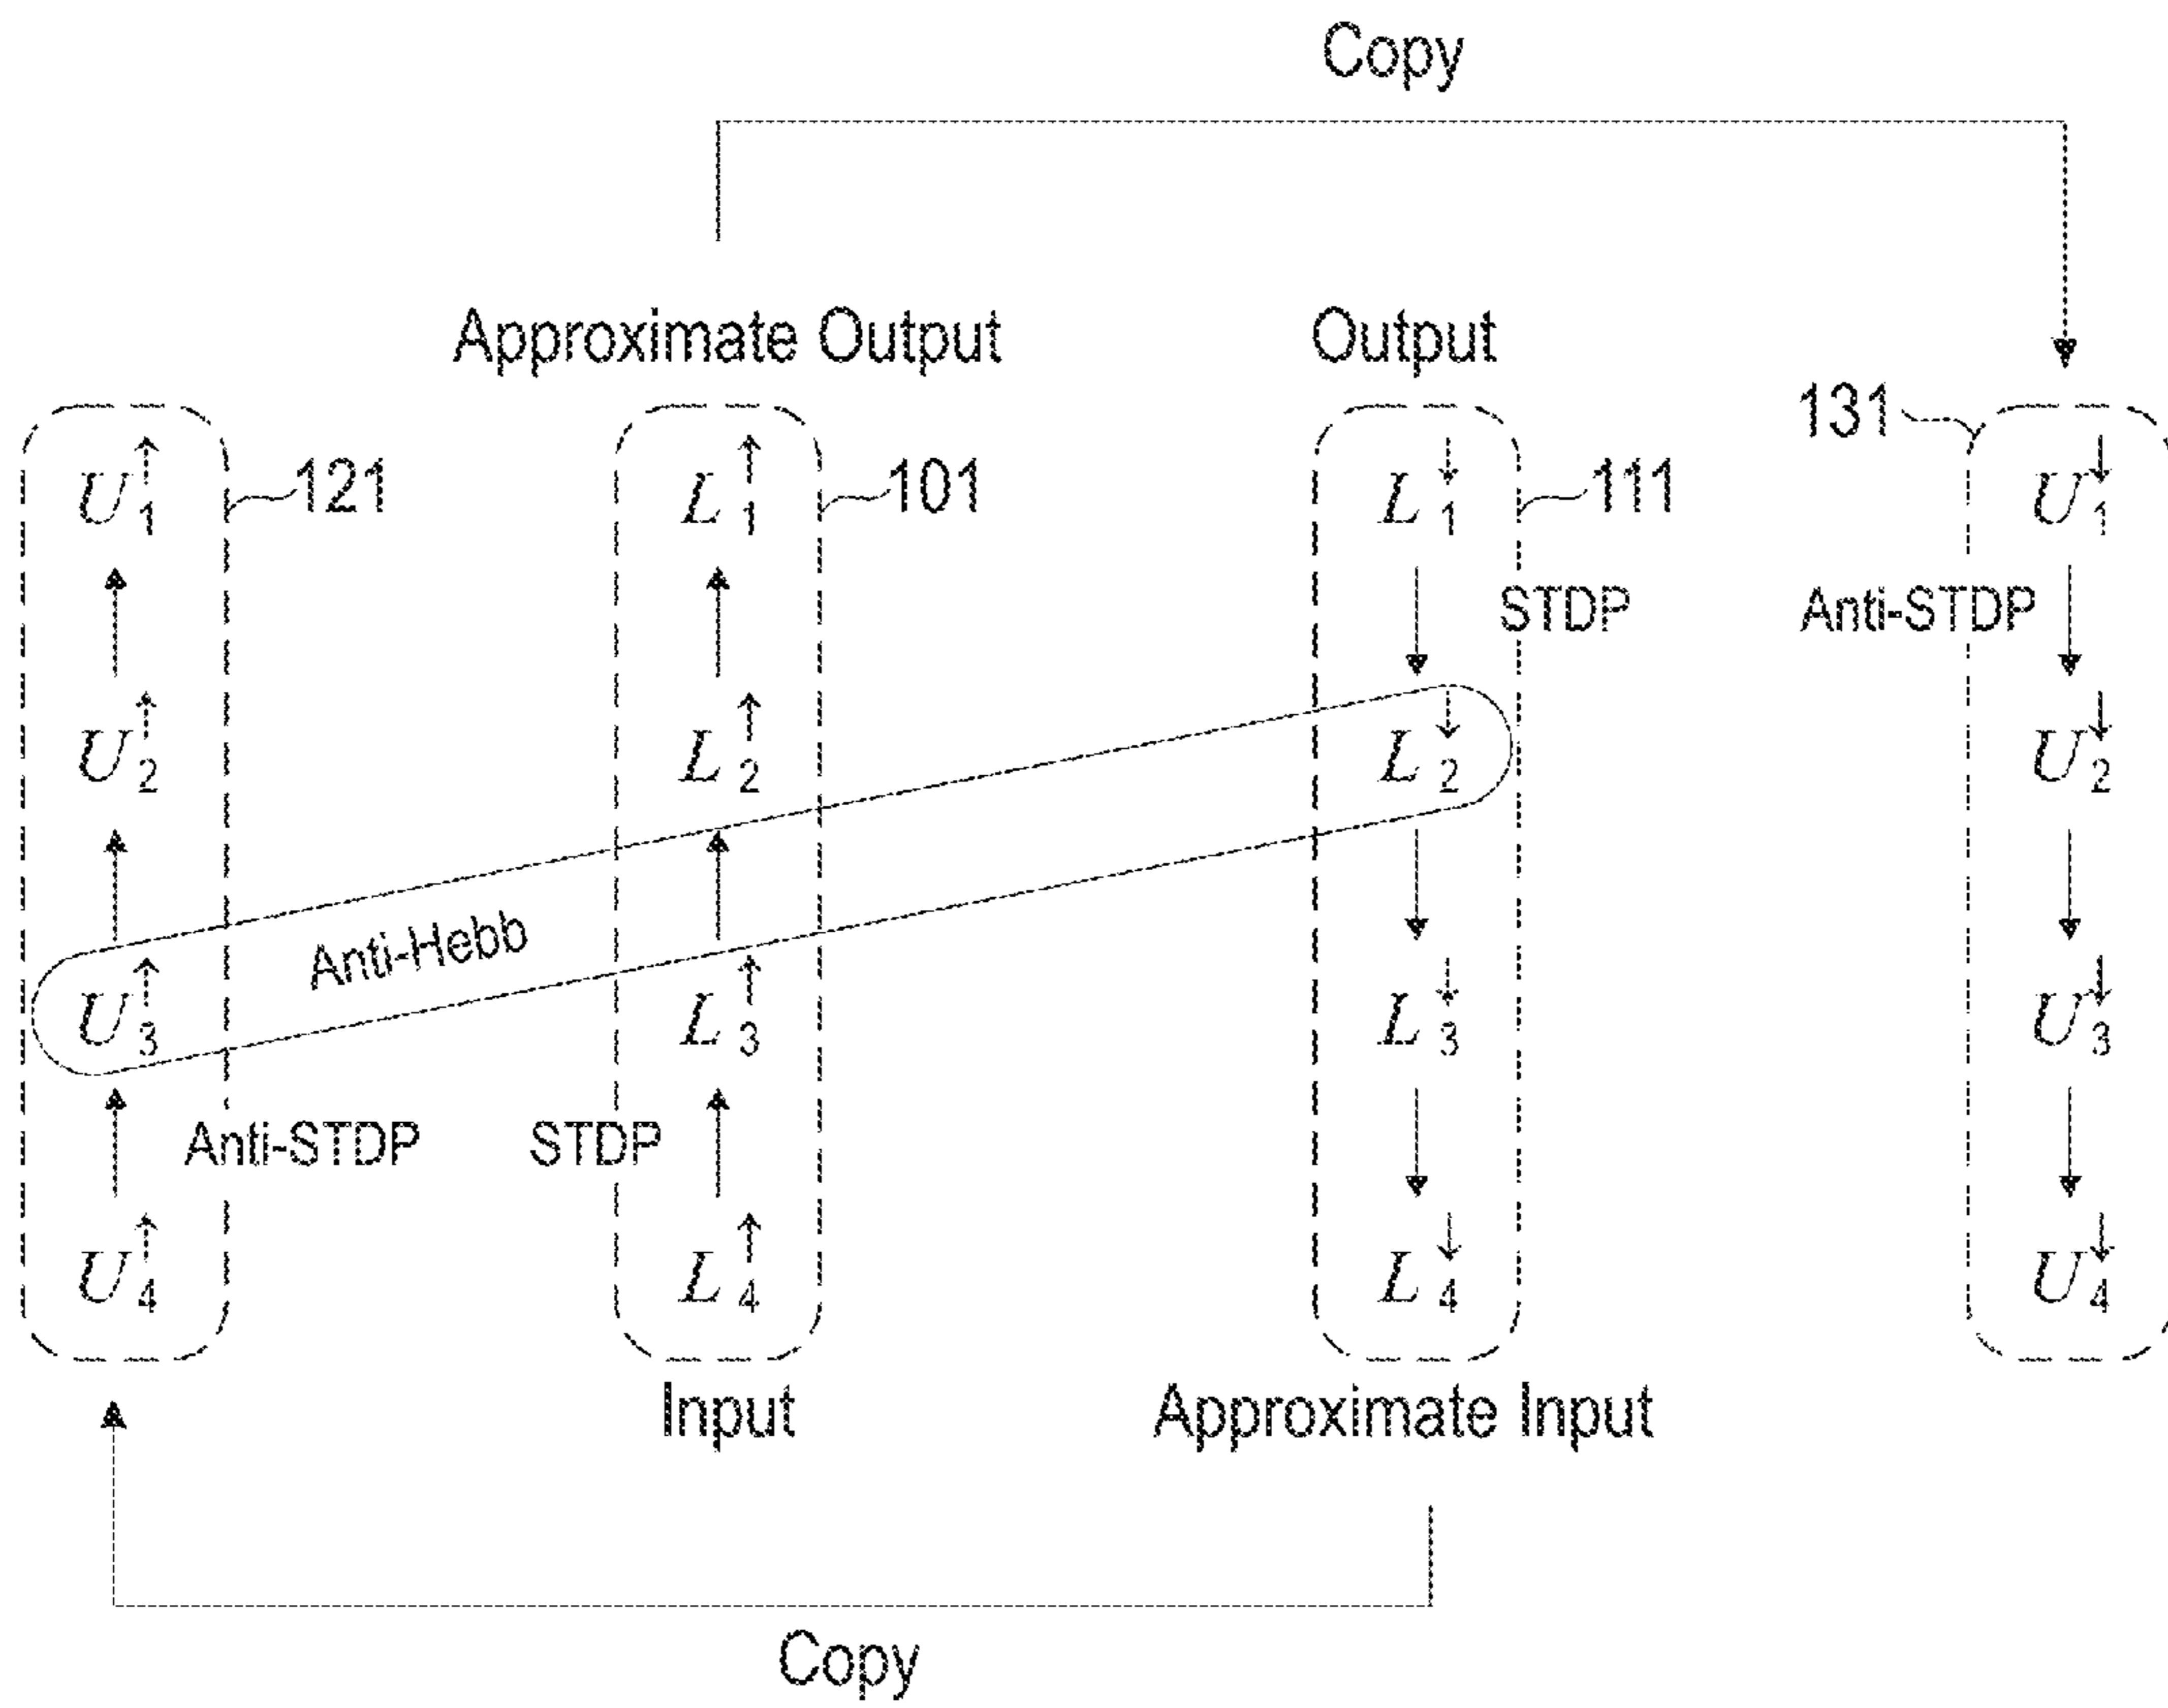 Copy
Approximate Output
Output
131
U↑1
121
L↑1
101
L↓1
111
U↓1
STDP
Anti-STDP
U↑2
L↑2
L↓2
U↓2
Anti-Hebb
U↑3
L↑3
L↓3
U↓3
Anti-STDP
STDP
U↑4
L↑4
L↓4
U↓4
Input
Approximate Input
Copy